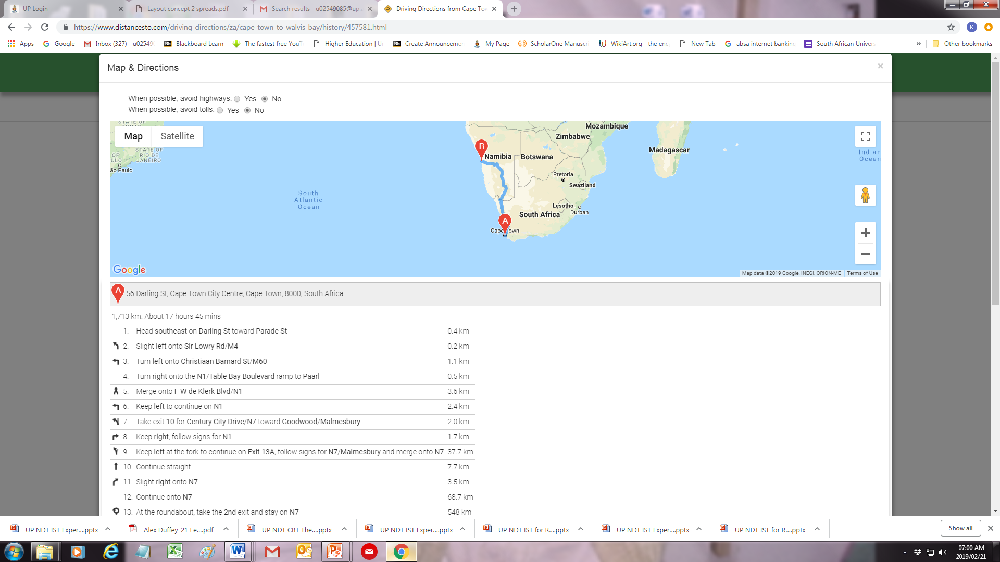 UP Login
Layout concept 2 spreads.pdf
Search results - u02549085@up.a
Driving Directions from Cape Tow
https://www.distancesto.com/driving-directions/za/cape-town-to-walvis-bay/history/457581.html
Apps
Google
Inbox (327) - u02549
Blackboard Learn
The fastest free YouT
Higher Education | Un
Create Announcemen
My Page
ScholarOne Manuscri
WikiArt.org - the enc
New Tab
absa internet banking
South African Univers
»
Other bookmarks
Map & Directions
When possible, avoid highways: Yes No
When possible, avoid tolls: Yes No
Map Satellite
STATE OF
STATE OF
RIO DE
JANEIRO
OF
ULO
ão Paulo
South
Atlantic
Ocean
Mozambique
Zimbabwe
B
Namibia
Botswana
Madagascar
Indian
Ocean
Pretoria
Swaziland
Lesotho
Durban
South Africa
A
Cape Town
Google
Map data ©2019 Google, INEGI, ORION-ME Terms of Use
A 56 Darling St, Cape Town City Centre, Cape Town, 8000, South Africa
1,713 km. About 17 hours 45 mins
1. Head southeast on Darling St toward Parade St 0.4 km
2. Slight left onto Sir Lowry Rd/M4 0.2 km
3. Turn left onto Christiaan Barnard St/M60 1.1 km
4. Turn right onto the N1/Table Bay Boulevard ramp to Paarl 0.5 km
5. Merge onto F W de Klerk Blvd/N1 3.6 km
6. Keep left to continue on N1 2.4 km
7. Take exit 10 for Century City Drive/N7 toward Goodwood/Malmesbury 2.0 km
8. Keep right, follow signs for N1 1.7 km
9. Keep left at the fork to continue on Exit 13A, follow signs for N7/Malmesbury and merge onto N7 37.7 km
10. Continue straight 7.7 km
11. Slight right onto N7 3.5 km
12. Continue onto N7 68.7 km
13. At the roundabout, take the 2nd exit and stay on N7 548 km
UP NDT IST Exper....pptx
Alex Duffey_21 Fe....pdf
UP NDT CBT The....pptx
UP NDT IST Exper....pptx
UP NDT IST for R....pptx
UP NDT IST Exper....pptx
UP NDT IST for R....pptx
Show all
07:00 AM
2019/02/21